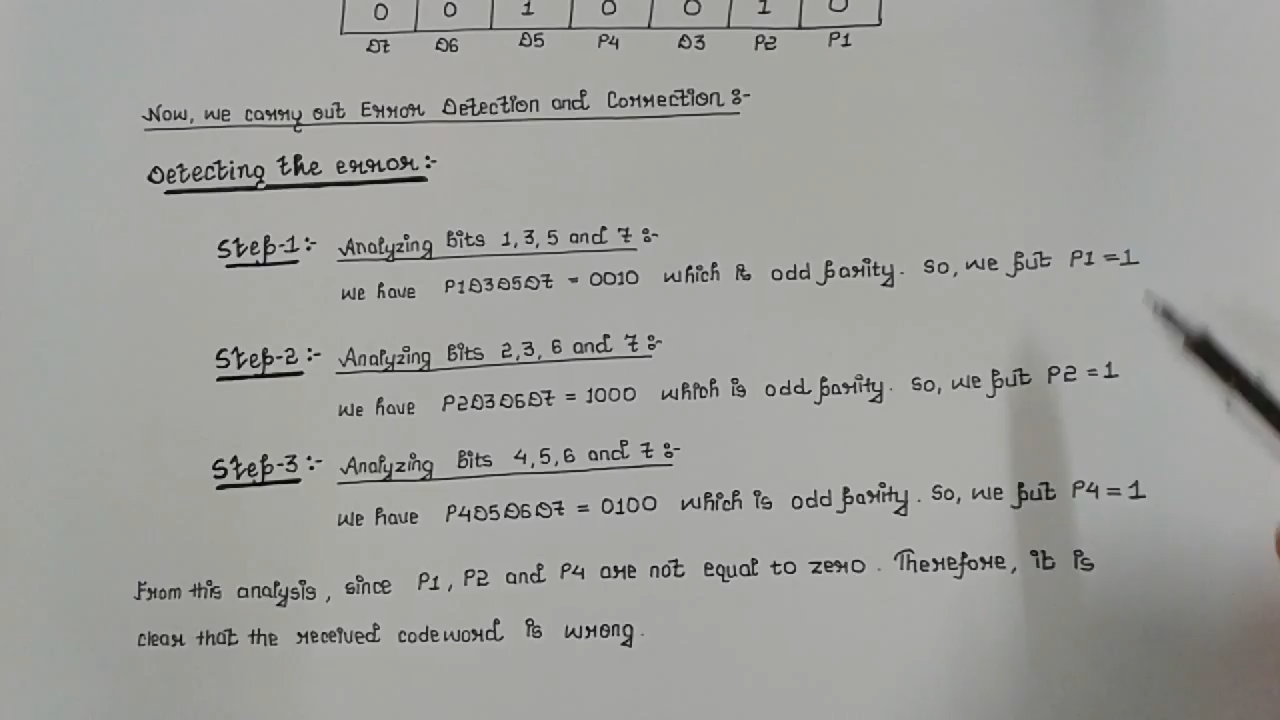 0 0 1 0 0 1 0
D7 D6 D5 P4 D3 P2 P1
Now, we carry out Error Detection and Correction :-
Detecting the error:-
Step-1:- Analyzing Bits 1, 3, 5 and 7 :-
We have P1D3D5D7 = 0010 which is odd parity. So, we put P1 = 1
Step-2:- Analyzing Bits 2, 3, 6 and 7 :-
We have P2D3D6D7 = 1000 which is odd parity. So, we put P2 = 1
Step-3:- Analyzing Bits 4, 5, 6 and 7 :-
We have P4D5D6D7 = 0100 which is odd parity. So, we put P4 = 1
From this analysis, since P1, P2 and P4 are not equal to zero. Therefore, it is
clear that the received codeword is wrong.